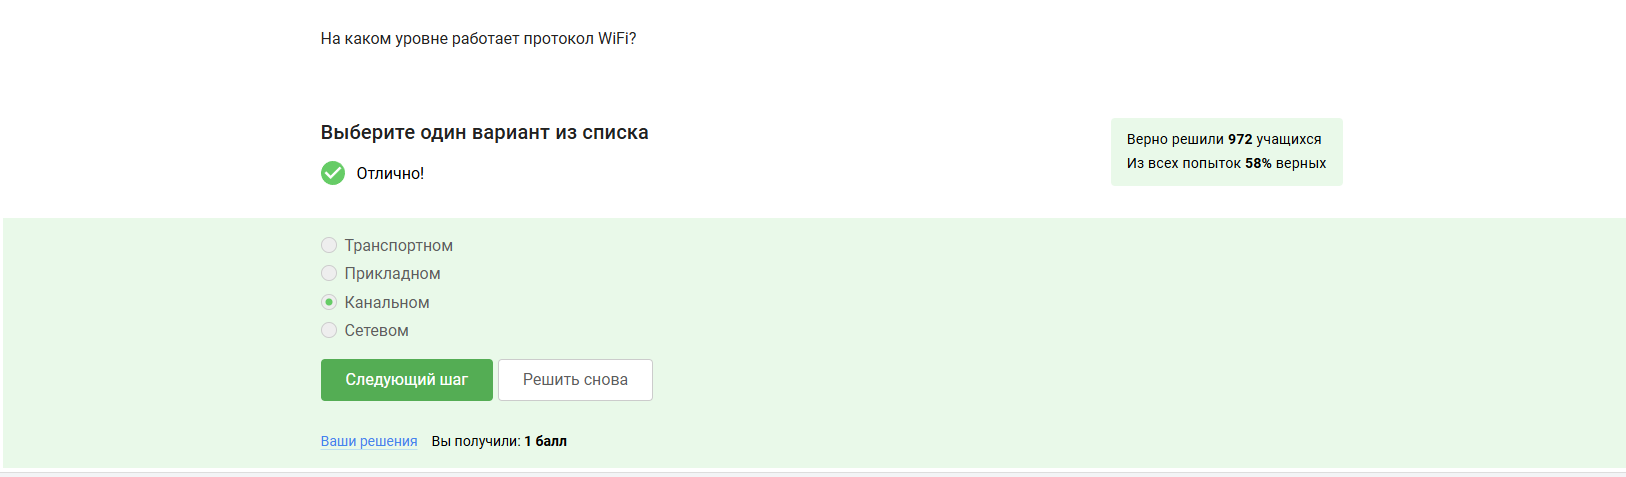 На каком уровне работает протокол WiFi?
Выберите один вариант из списка
Верно решили 972 учащихся
Из всех попыток 58% верных
Отлично!
Транспортном
Прикладном
Канальном
Сетевом
Следующий шаг
Решить снова
Ваши решения Вы получили: 1 балл